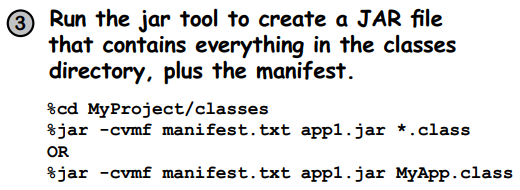 3 Run the jar tool to create a JAR file
that contains everything in the classes
directory, plus the manifest.
%cd MyProject/classes
%jar -cvmf manifest.txt app1.jar *.class
OR
%jar -cvmf manifest.txt app1.jar MyApp.class